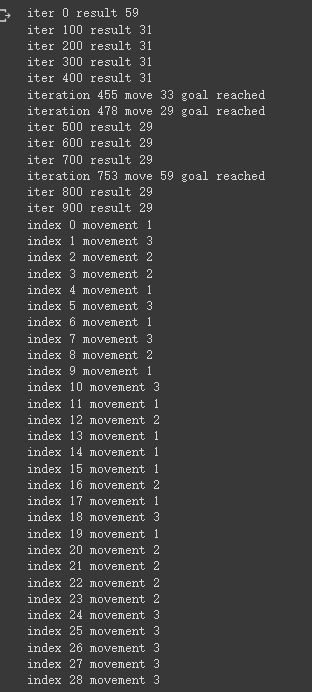 iter 0 result 59
iter 100 result 31
iter 200 result 31
iter 300 result 31
iter 400 result 31
iteration 455 move 33 goal reached
iteration 478 move 29 goal reached
iter 500 result 29
iter 600 result 29
iter 700 result 29
iteration 753 move 59 goal reached
iter 800 result 29
iter 900 result 29
index 0 movement 1
index 1 movement 3
index 2 movement 2
index 3 movement 2
index 4 movement 1
index 5 movement 3
index 6 movement 1
index 7 movement 3
index 8 movement 2
index 9 movement 1
index 10 movement 3
index 11 movement 1
index 12 movement 2
index 13 movement 1
index 14 movement 1
index 15 movement 1
index 16 movement 2
index 17 movement 1
index 18 movement 3
index 19 movement 1
index 20 movement 2
index 21 movement 2
index 22 movement 2
index 23 movement 2
index 24 movement 3
index 25 movement 3
index 26 movement 3
index 27 movement 3
index 28 movement 3